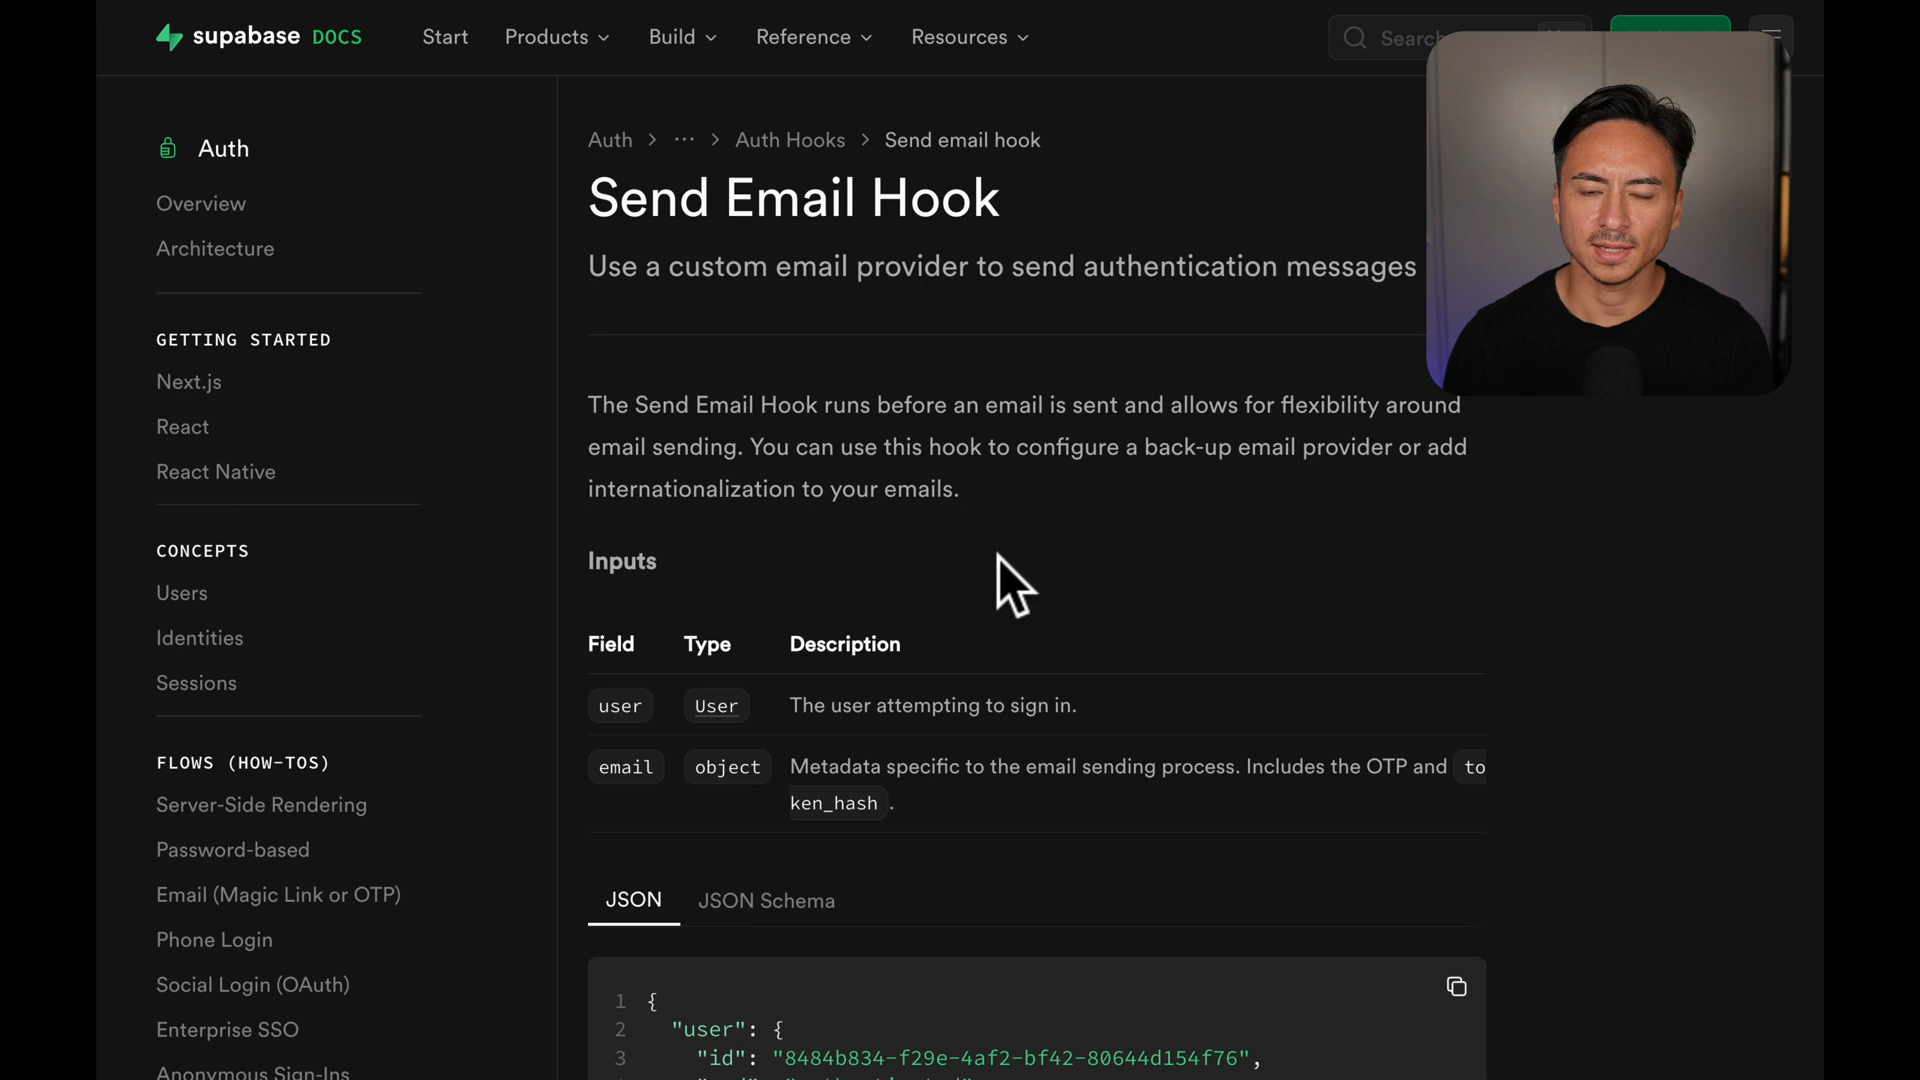 supabase DOCS
Start
Products
Build
Reference
Resources
Search
Auth
Overview
Architecture
GETTING STARTED
Next.js
React
React Native
CONCEPTS
Users
Identities
Sessions
FLOWS (HOW-TOS)
Server-Side Rendering
Password-based
Email (Magic Link or OTP)
Phone Login
Social Login (OAuth)
Enterprise SSO
Anonymous Sign-Ins
Auth > ··· > Auth Hooks > Send email hook
Send Email Hook
Use a custom email provider to send authentication messages
The Send Email Hook runs before an email is sent and allows for flexibility around
email sending. You can use this hook to configure a back-up email provider or add
internationalization to your emails.
Inputs
Field Type Description
user User The user attempting to sign in.
email object Metadata specific to the email sending process. Includes the OTP and to
ken_hash .
JSON JSON Schema
1 {
2 "user": {
3 "id": "8484b834-f29e-4af2-bf42-80644d154f76",